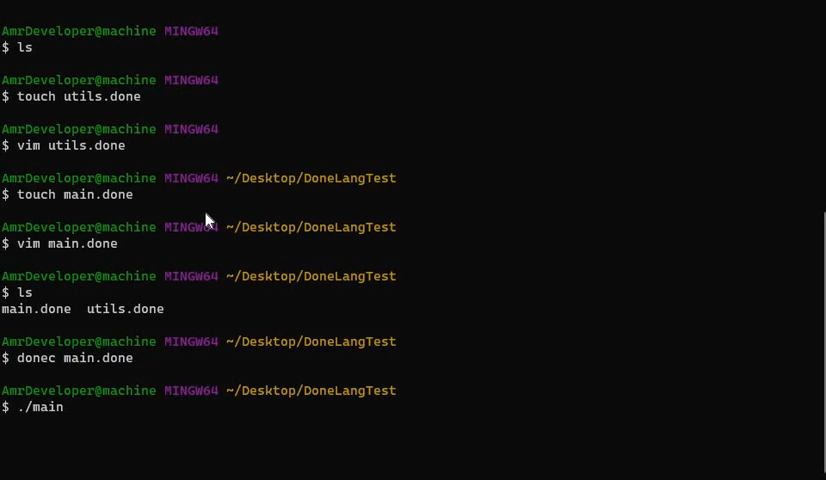 AmrDeveloper@machine MINGW64
$ ls
AmrDeveloper@machine MINGW64
$ touch utils.done
AmrDeveloper@machine MINGW64
$ vim utils.done
AmrDeveloper@machine MINGW64 ~/Desktop/DoneLangTest
$ touch main.done
AmrDeveloper@machine MINGW64 ~/Desktop/DoneLangTest
$ vim main.done
AmrDeveloper@machine MINGW64 ~/Desktop/DoneLangTest
$ ls
main.done  utils.done
AmrDeveloper@machine MINGW64 ~/Desktop/DoneLangTest
$ donec main.done
AmrDeveloper@machine MINGW64 ~/Desktop/DoneLangTest
$ ./main